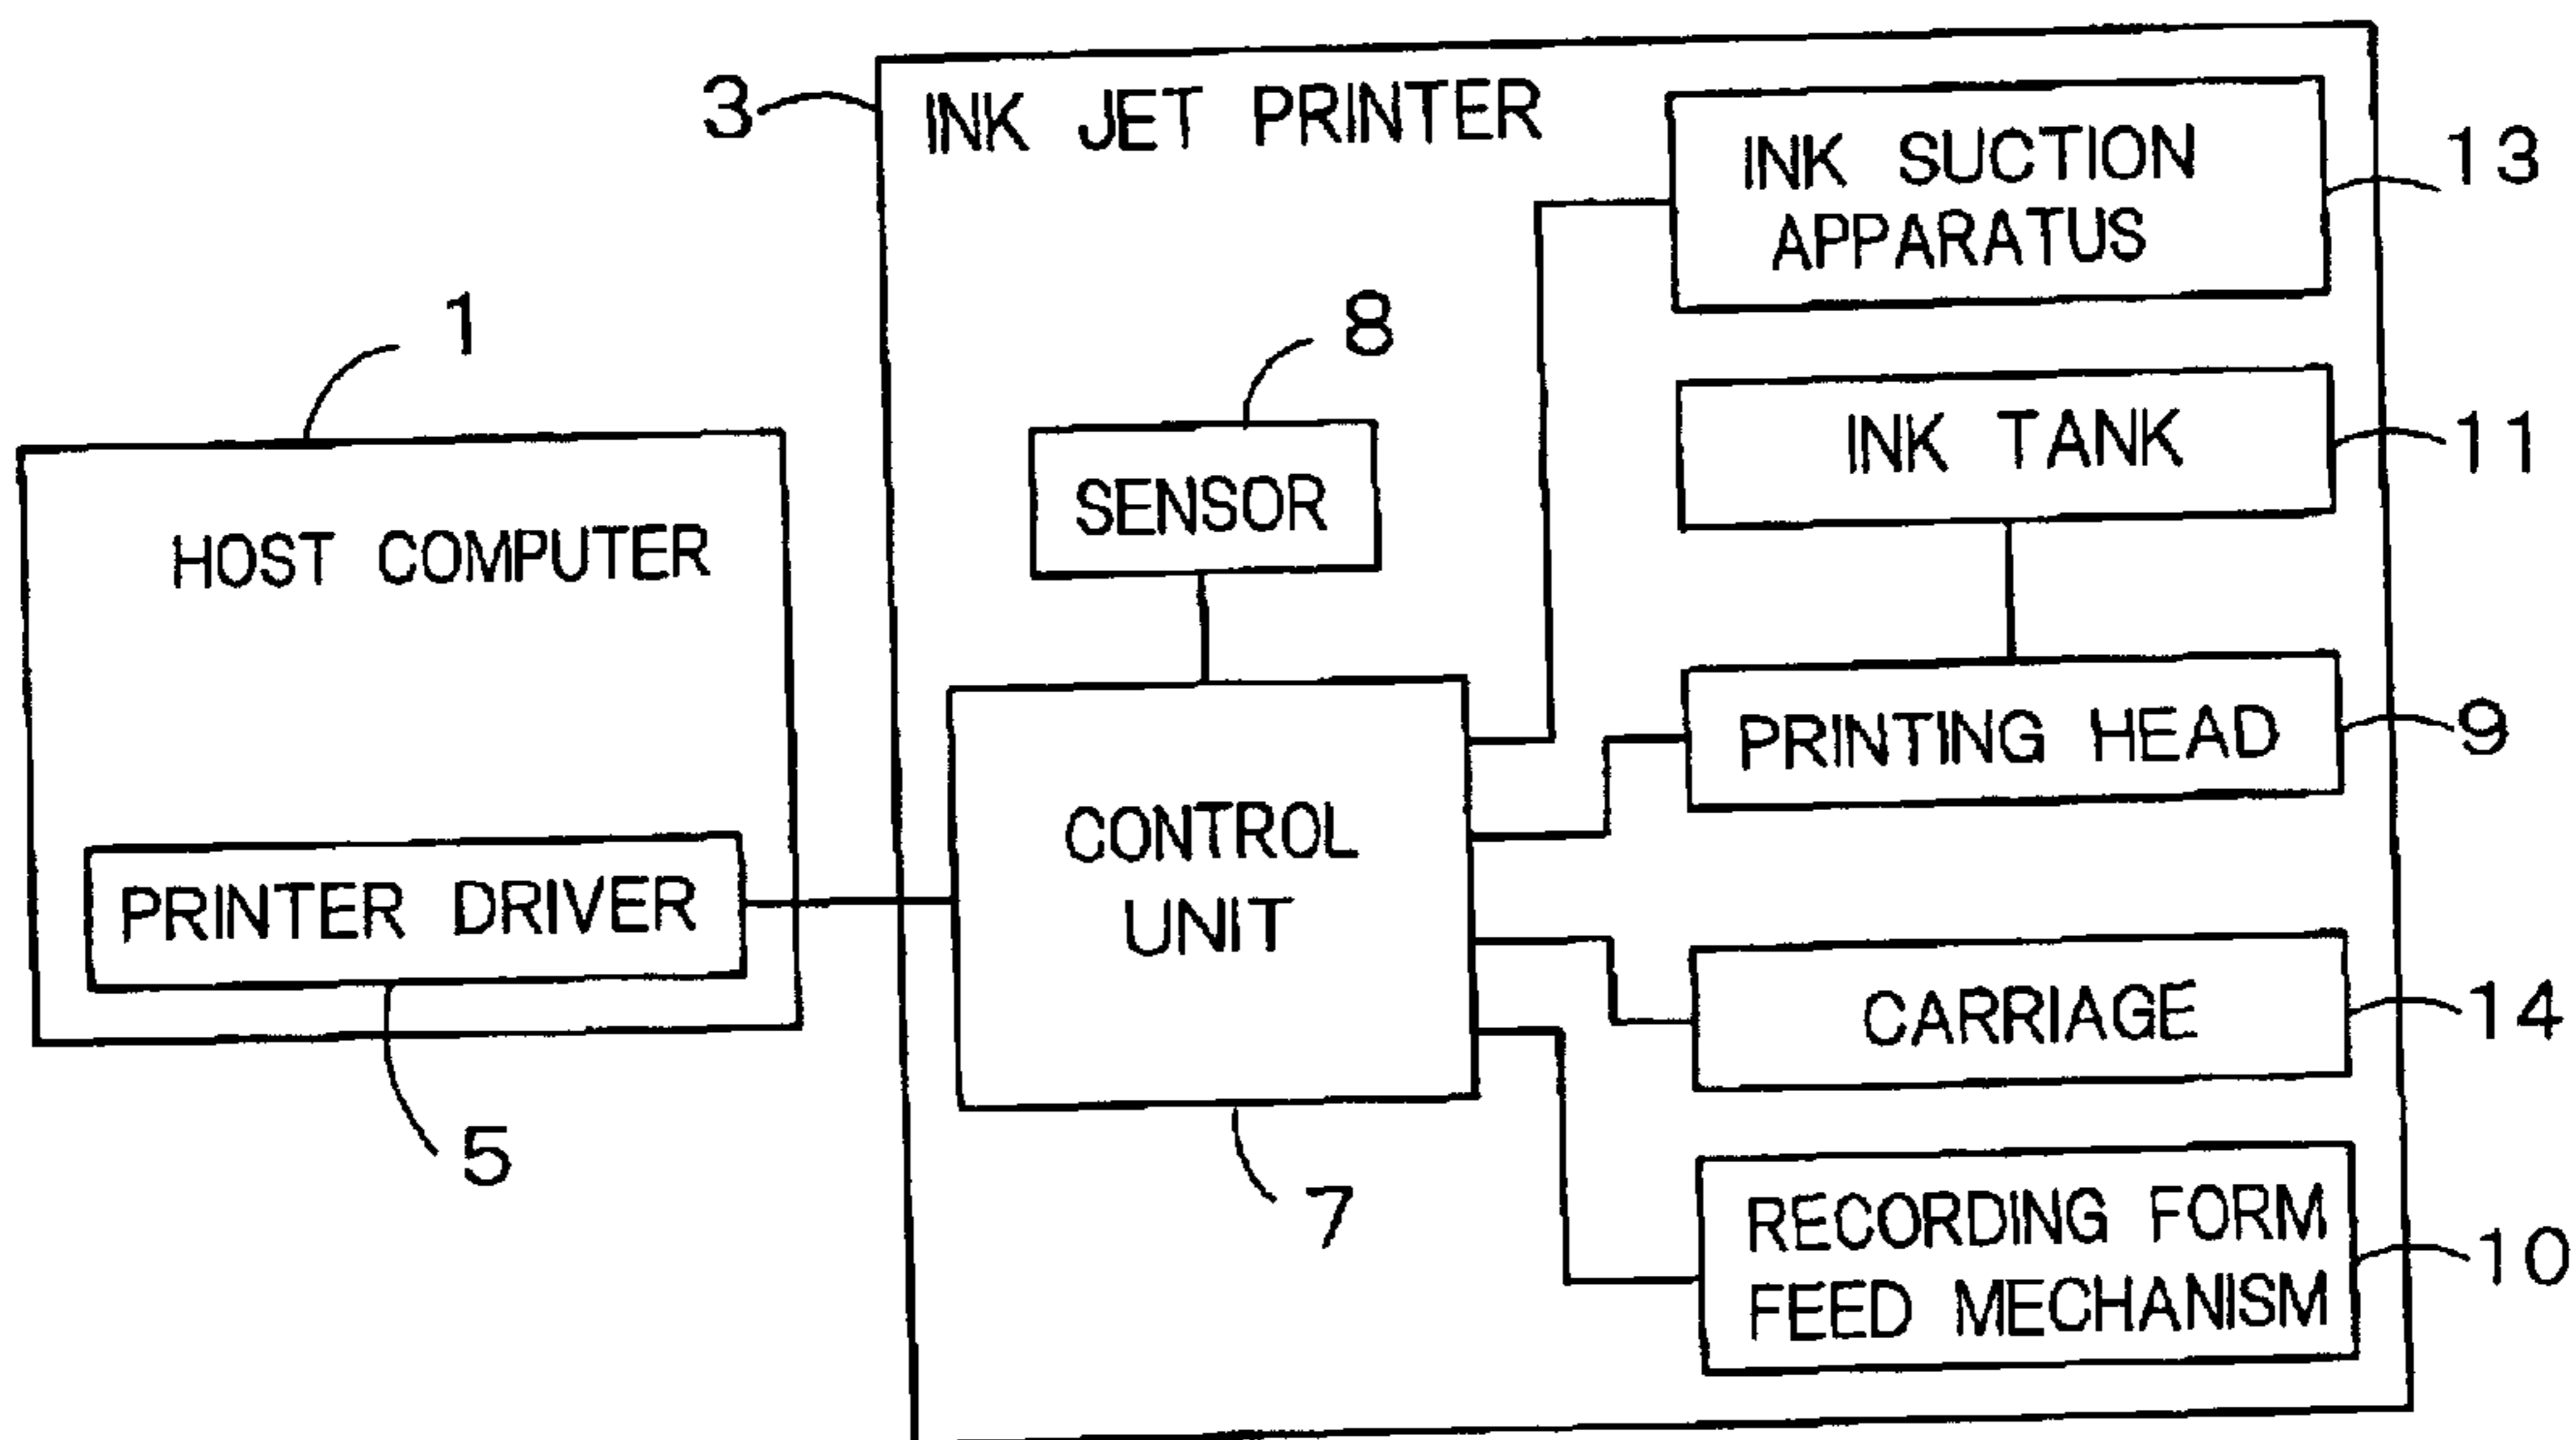 3
INK JET PRINTER
INK SUCTION
APPARATUS
13
1
8
INK TANK
11
HOST COMPUTER
SENSOR
PRINTING HEAD
9
PRINTER DRIVER
CONTROL
UNIT
CARRIAGE
14
5
7
RECORDING FORM
FEED MECHANISM
10